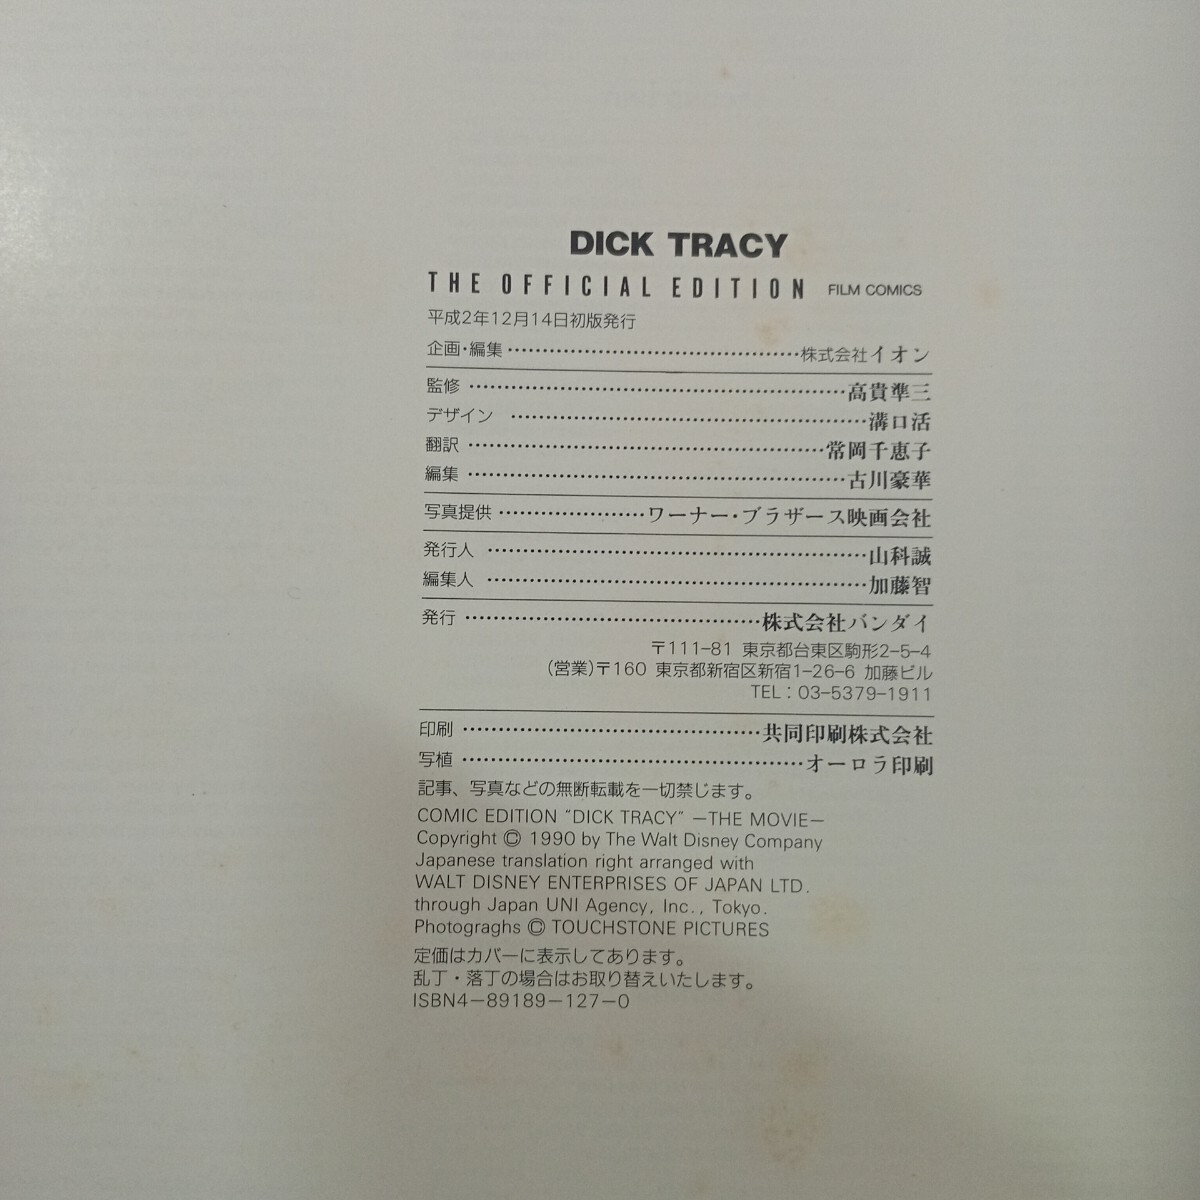 DICK TRACY
THE OFFICIAL EDITION FILM COMICS
平成2年12月14日初版発行
企画・編集……………………………………株式会社イオン
監修………………………………………………高貴準三
デザイン……………………………………………溝口活
翻訳……………………………………………常岡千恵子
編集………………………………………………古川豪華
写真提供…………………ワーナー・ブラザース映画会社
発行人………………………………………………山科誠
編集人………………………………………………加藤智
発行……………………………………株式会社バンダイ
〒111-81 東京都台東区駒形2-5-4
(営業)〒160 東京都新宿区新宿1-26-6 加藤ビル
TEL：03-5379-1911
印刷……………………………………共同印刷株式会社
写植…………………………………………オーロラ印刷
記事、写真などの無断転載を一切禁じます。
COMIC EDITION “DICK TRACY” —THE MOVIE—
Copyright © 1990 by The Walt Disney Company
Japanese translation right arranged with
WALT DISNEY ENTERPRISES OF JAPAN LTD.
through Japan UNI Agency, Inc., Tokyo.
Photograghs © TOUCHSTONE PICTURES
定価はカバーに表示してあります。
乱丁・落丁の場合はお取り替えいたします。
ISBN4-89189-127-0